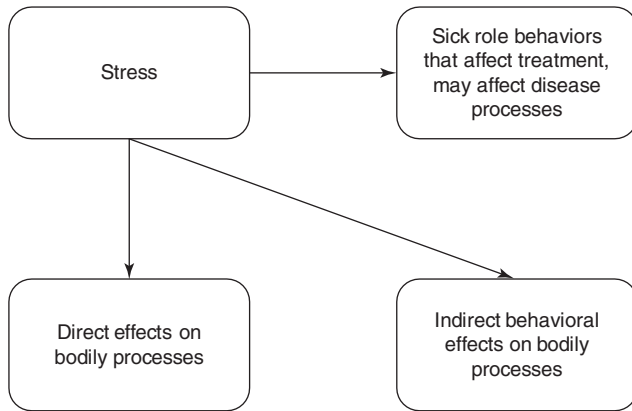 Stress
Sick role behaviors
that affect treatment,
may affect disease
processes
Direct effects on
bodily processes
Indirect behavioral
effects on bodily
processes